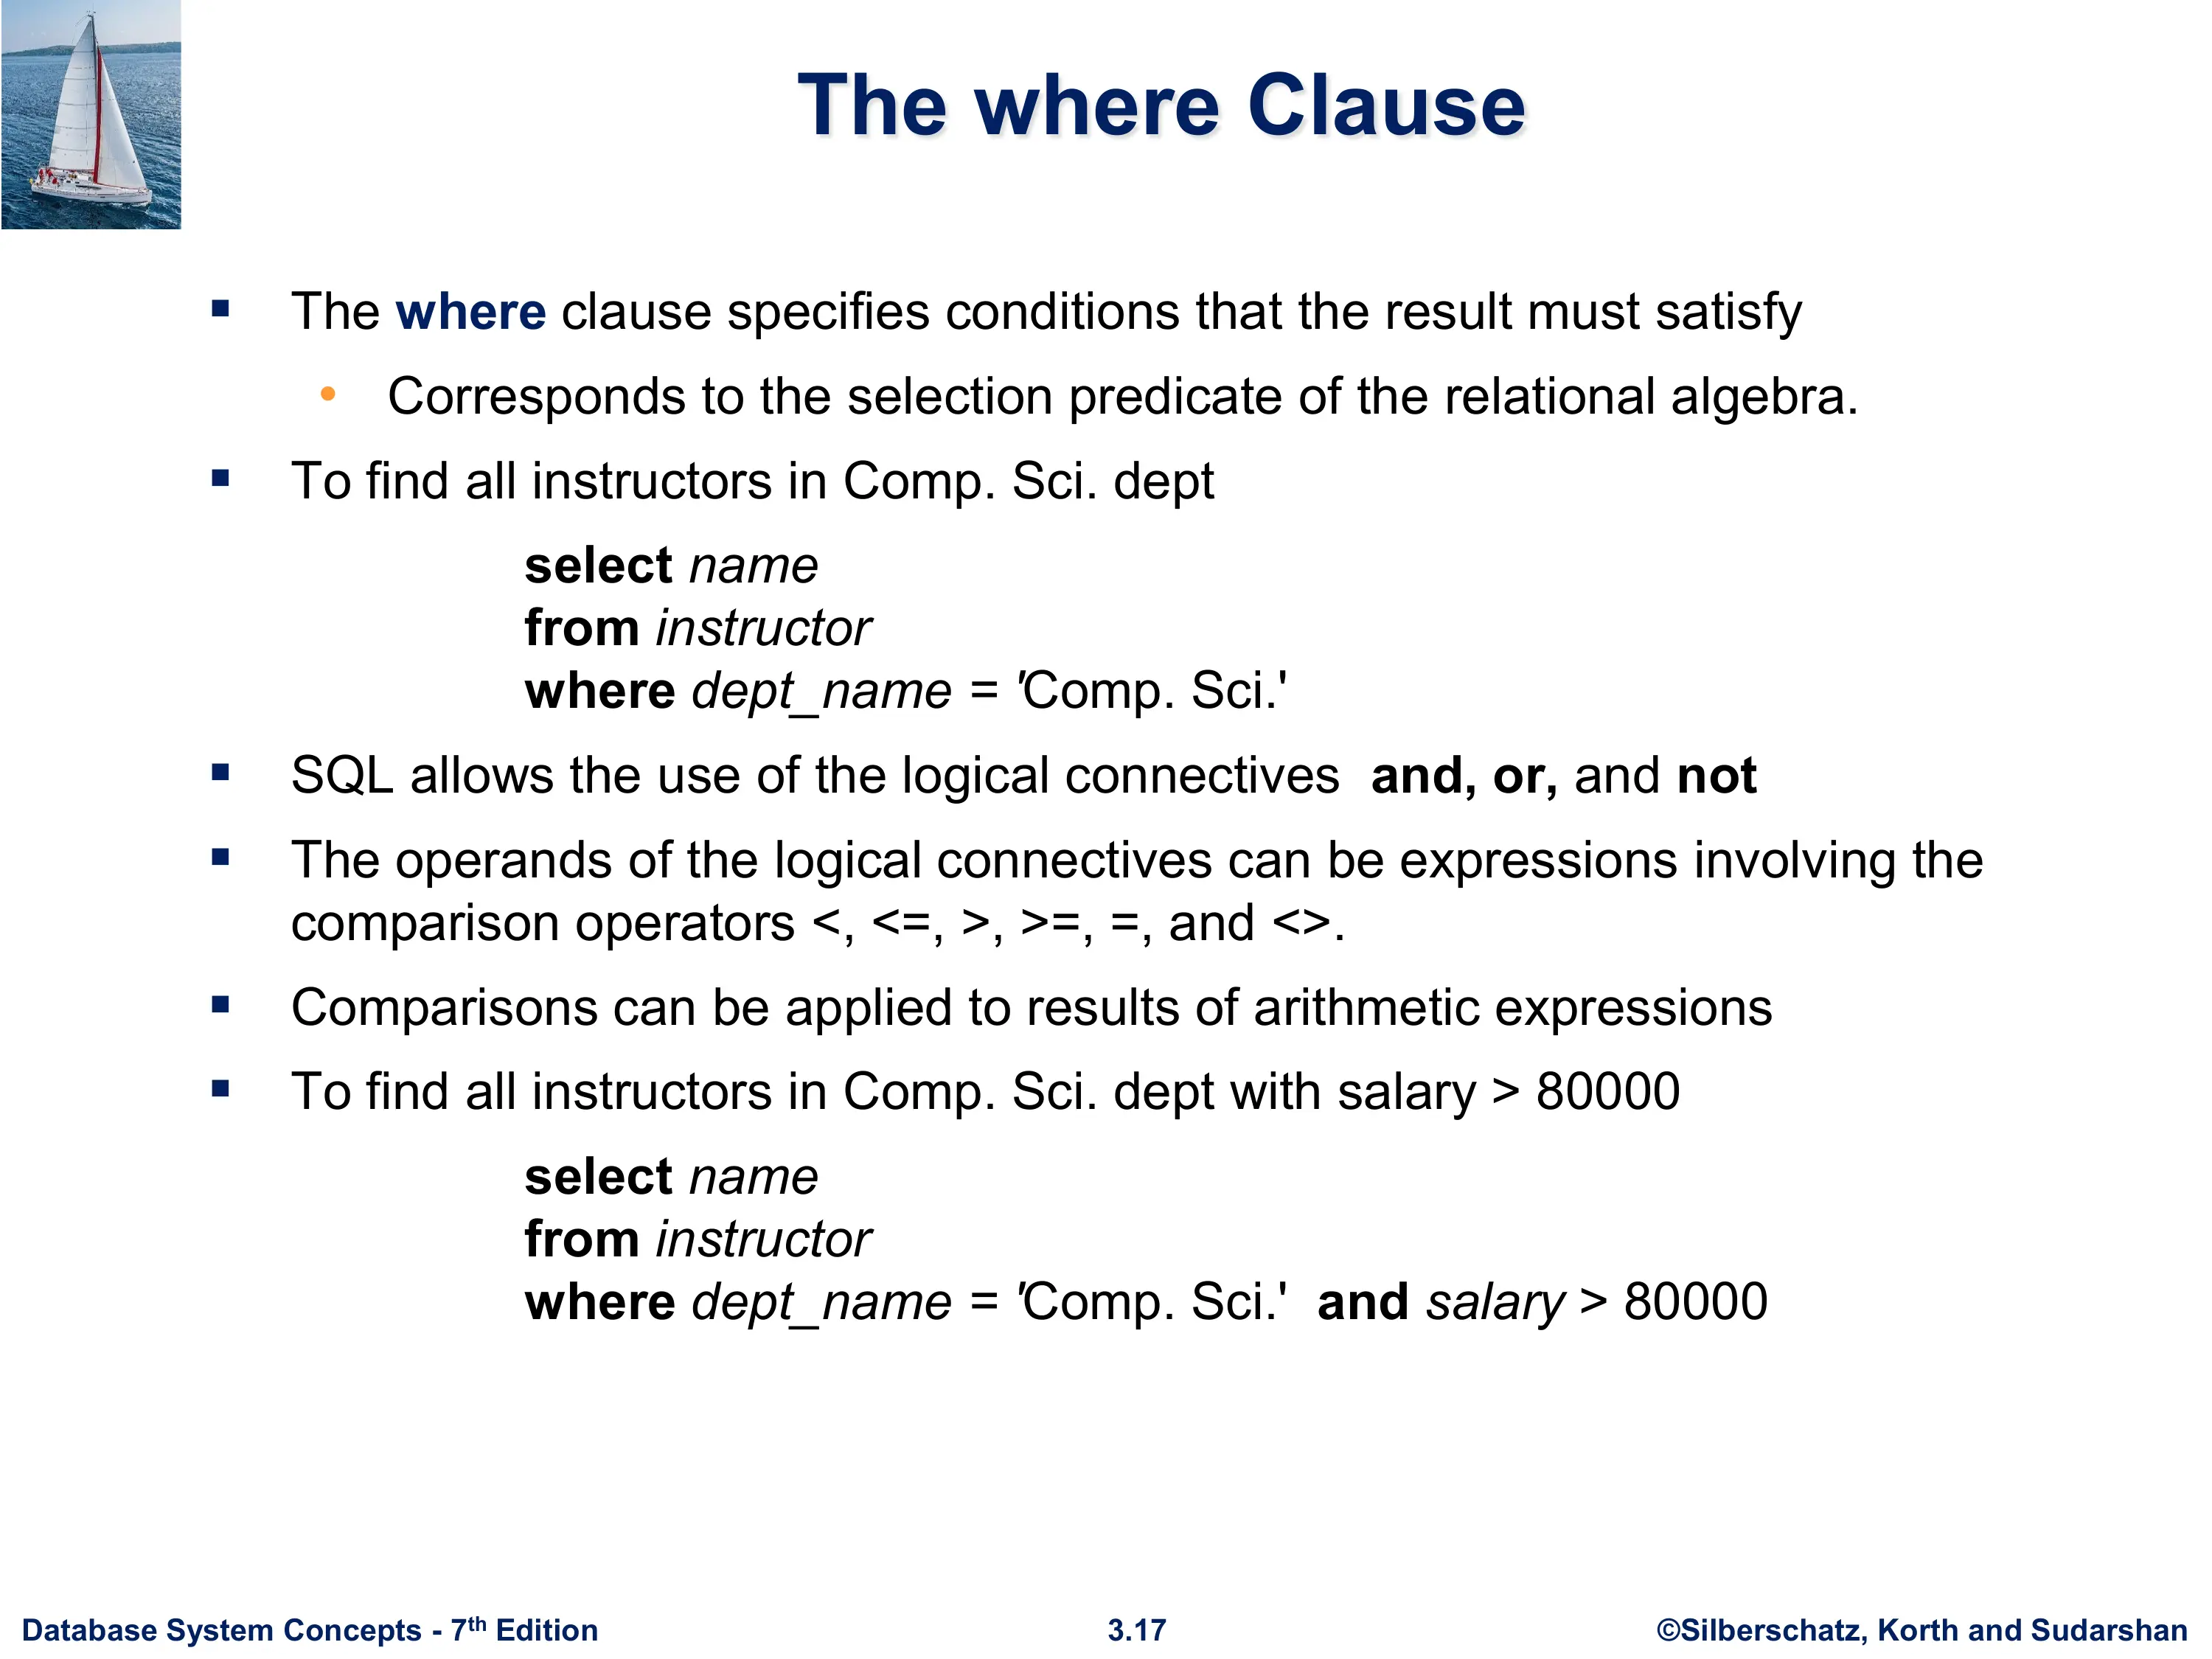 The where Clause
▪ The where clause specifies conditions that the result must satisfy
• Corresponds to the selection predicate of the relational algebra.
▪ To find all instructors in Comp. Sci. dept
select name
from instructor
where dept_name = 'Comp. Sci.'
▪ SQL allows the use of the logical connectives and, or, and not
▪ The operands of the logical connectives can be expressions involving the
comparison operators <, <=, >, >=, =, and <>.
▪ Comparisons can be applied to results of arithmetic expressions
▪ To find all instructors in Comp. Sci. dept with salary > 80000
select name
from instructor
where dept_name = 'Comp. Sci.' and salary > 80000
Database System Concepts - 7th Edition 3.17 ©Silberschatz, Korth and Sudarshan